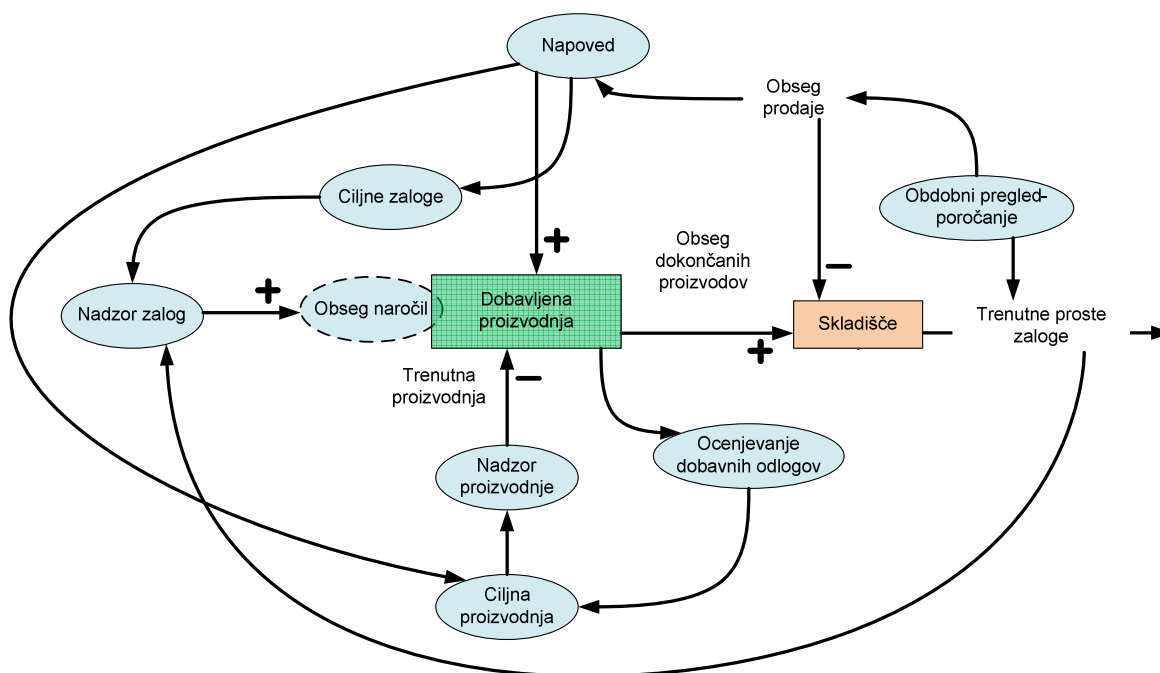 Napoved
Obseg
prodaje
Ciljne zaloge
Obdobni pregled-
poročanje
+
Obseg
dokončanih
proizvodov
−
+
Nadzor zalog
Obseg naročil
Dobavljena
proizvodnja
Skladišče
Trenutne proste
zaloge
+
Trenutna
proizvodnja
−
Ocenjevanje
dobavnih odlogov
Nadzor
proizvodnje
Ciljna
proizvodnja